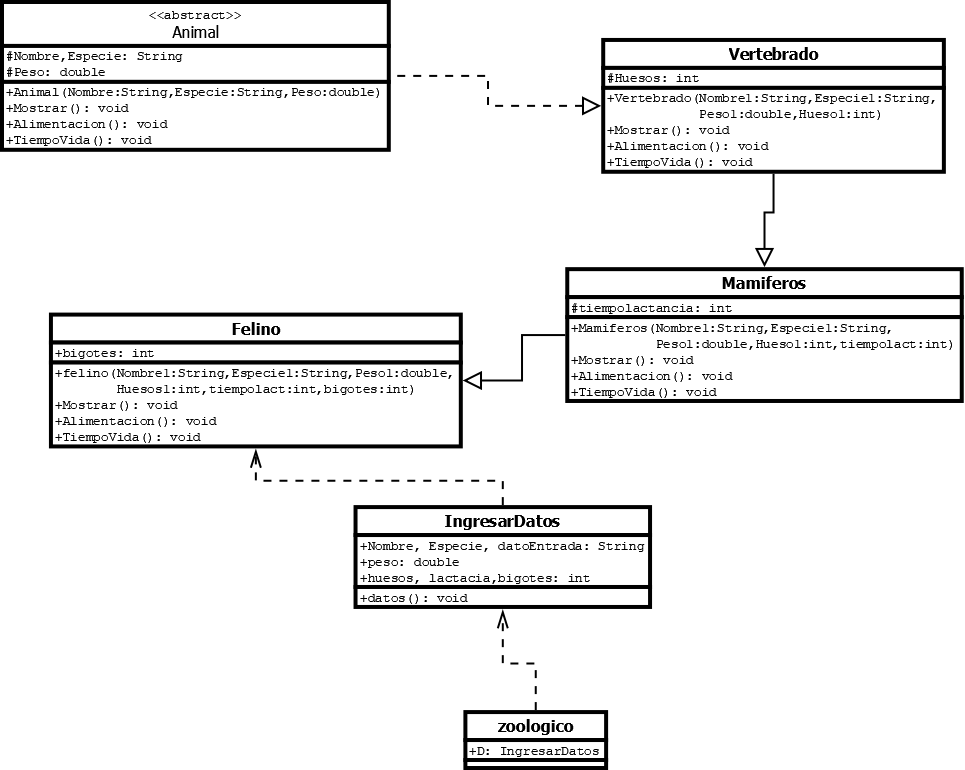 <<abstract>>
Animal
#Nombre,Especie: String
#Peso: double
+Animal(Nombre:String,Especie:String,Peso:double)
+Mostrar(): void
+Alimentacion(): void
+TiempoVida(): void
Vertebrado
#Huesos: int
+Vertebrado(Nombre1:String,Especie1:String,
Peso1:double,Hueso1:int)
+Mostrar(): void
+Alimentacion(): void
+TiempoVida(): void
Mamiferos
#tiempolactancia: int
+Mamiferos(Nombre1:String,Especie1:String,
Peso1:double,Hueso1:int,tiempolact:int)
+Mostrar(): void
+Alimentacion(): void
+TiempoVida(): void
Felino
+bigotes: int
+felino(Nombre1:String,Especie1:String,Peso1:double,
Huesos1:int,tiempolact:int,bigotes:int)
+Mostrar(): void
+Alimentacion(): void
+TiempoVida(): void
IngresarDatos
+Nombre, Especie, datoEntrada: String
+peso: double
+huesos, lactacia,bigotes: int
+datos(): void
zoologico
+D: IngresarDatos